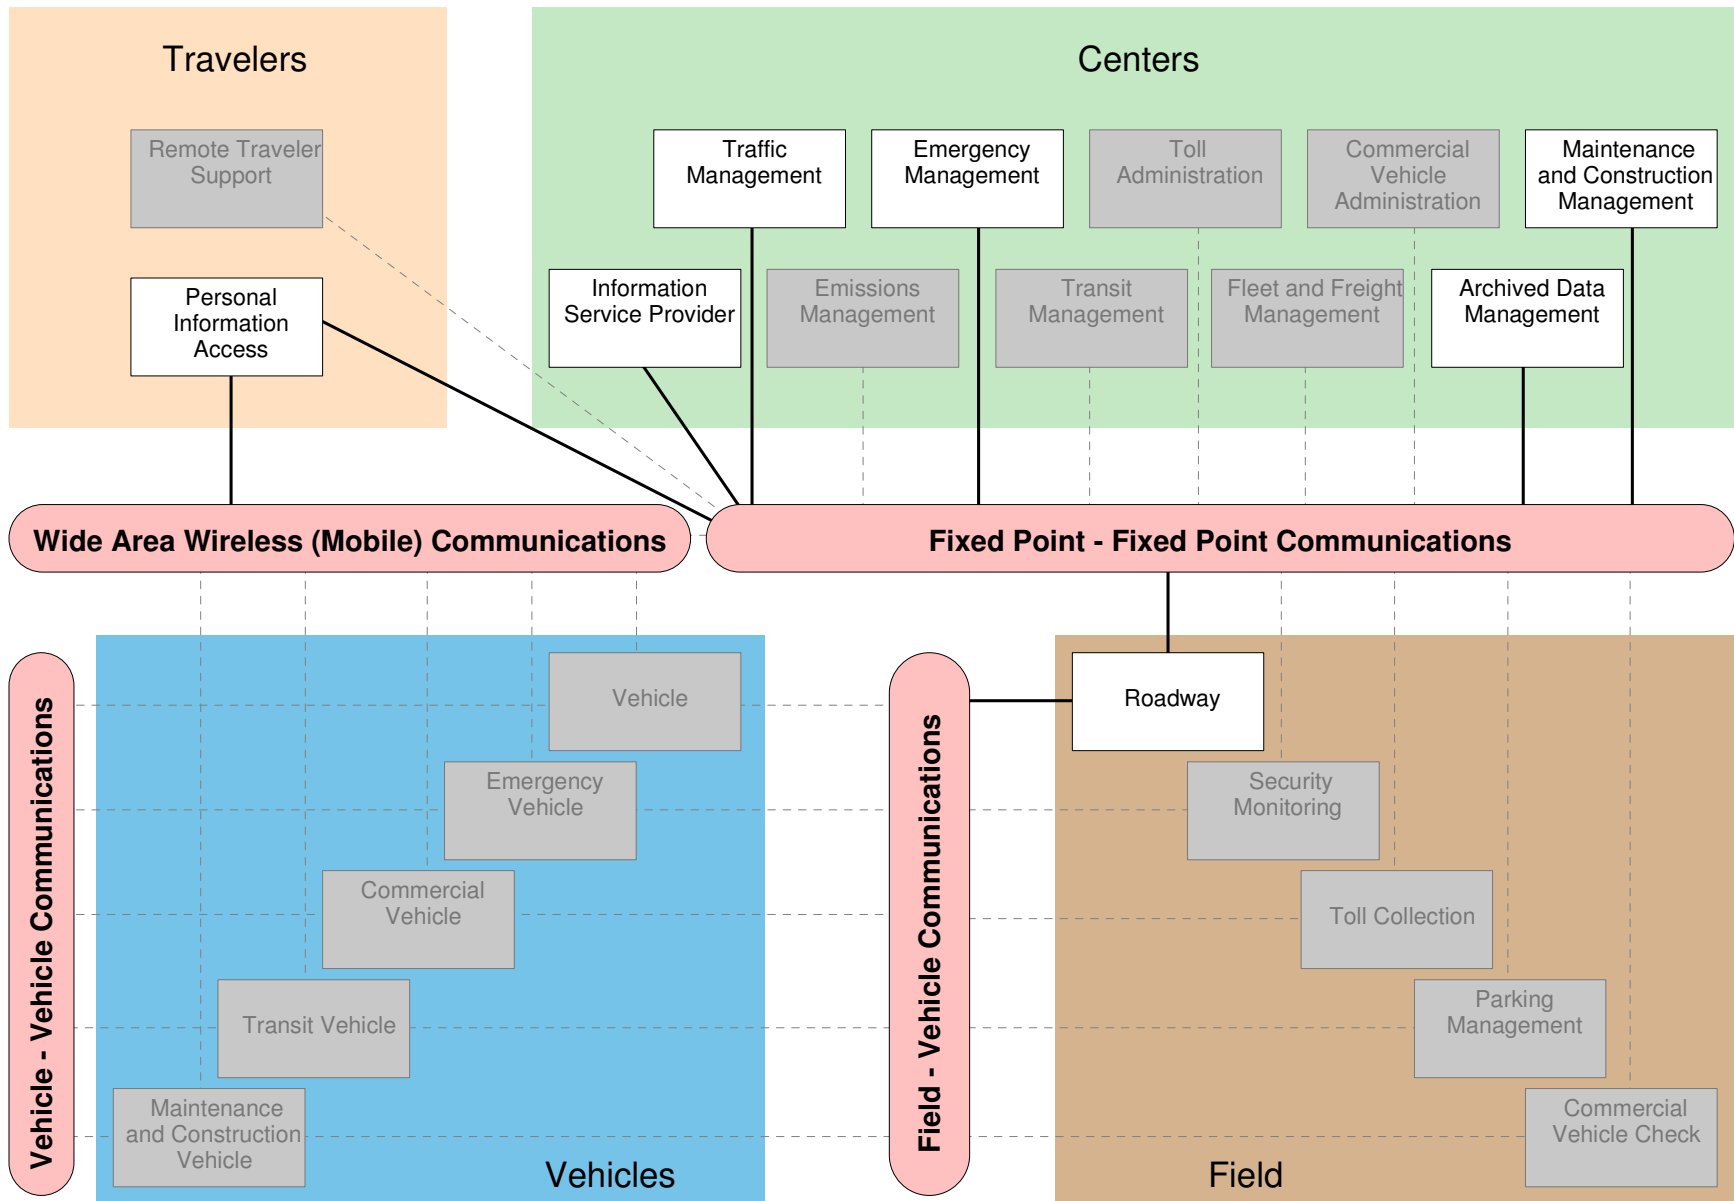 Travelers
Centers
Remote Traveler
Support
Traffic
Management
Emergency
Management
Toll
Administration
Commercial
Vehicle
Administration
Maintenance
and Construction
Management
Personal
Information
Access
Information
Service Provider
Emissions
Management
Transit
Management
Fleet and Freight
Management
Archived Data
Management
Wide Area Wireless (Mobile) Communications
Fixed Point - Fixed Point Communications
Vehicle - Vehicle Communications
Vehicle
Emergency
Vehicle
Commercial
Vehicle
Transit Vehicle
Maintenance
and Construction
Vehicle
Vehicles
Field - Vehicle Communications
Roadway
Security
Monitoring
Toll Collection
Parking
Management
Commercial
Vehicle Check
Field